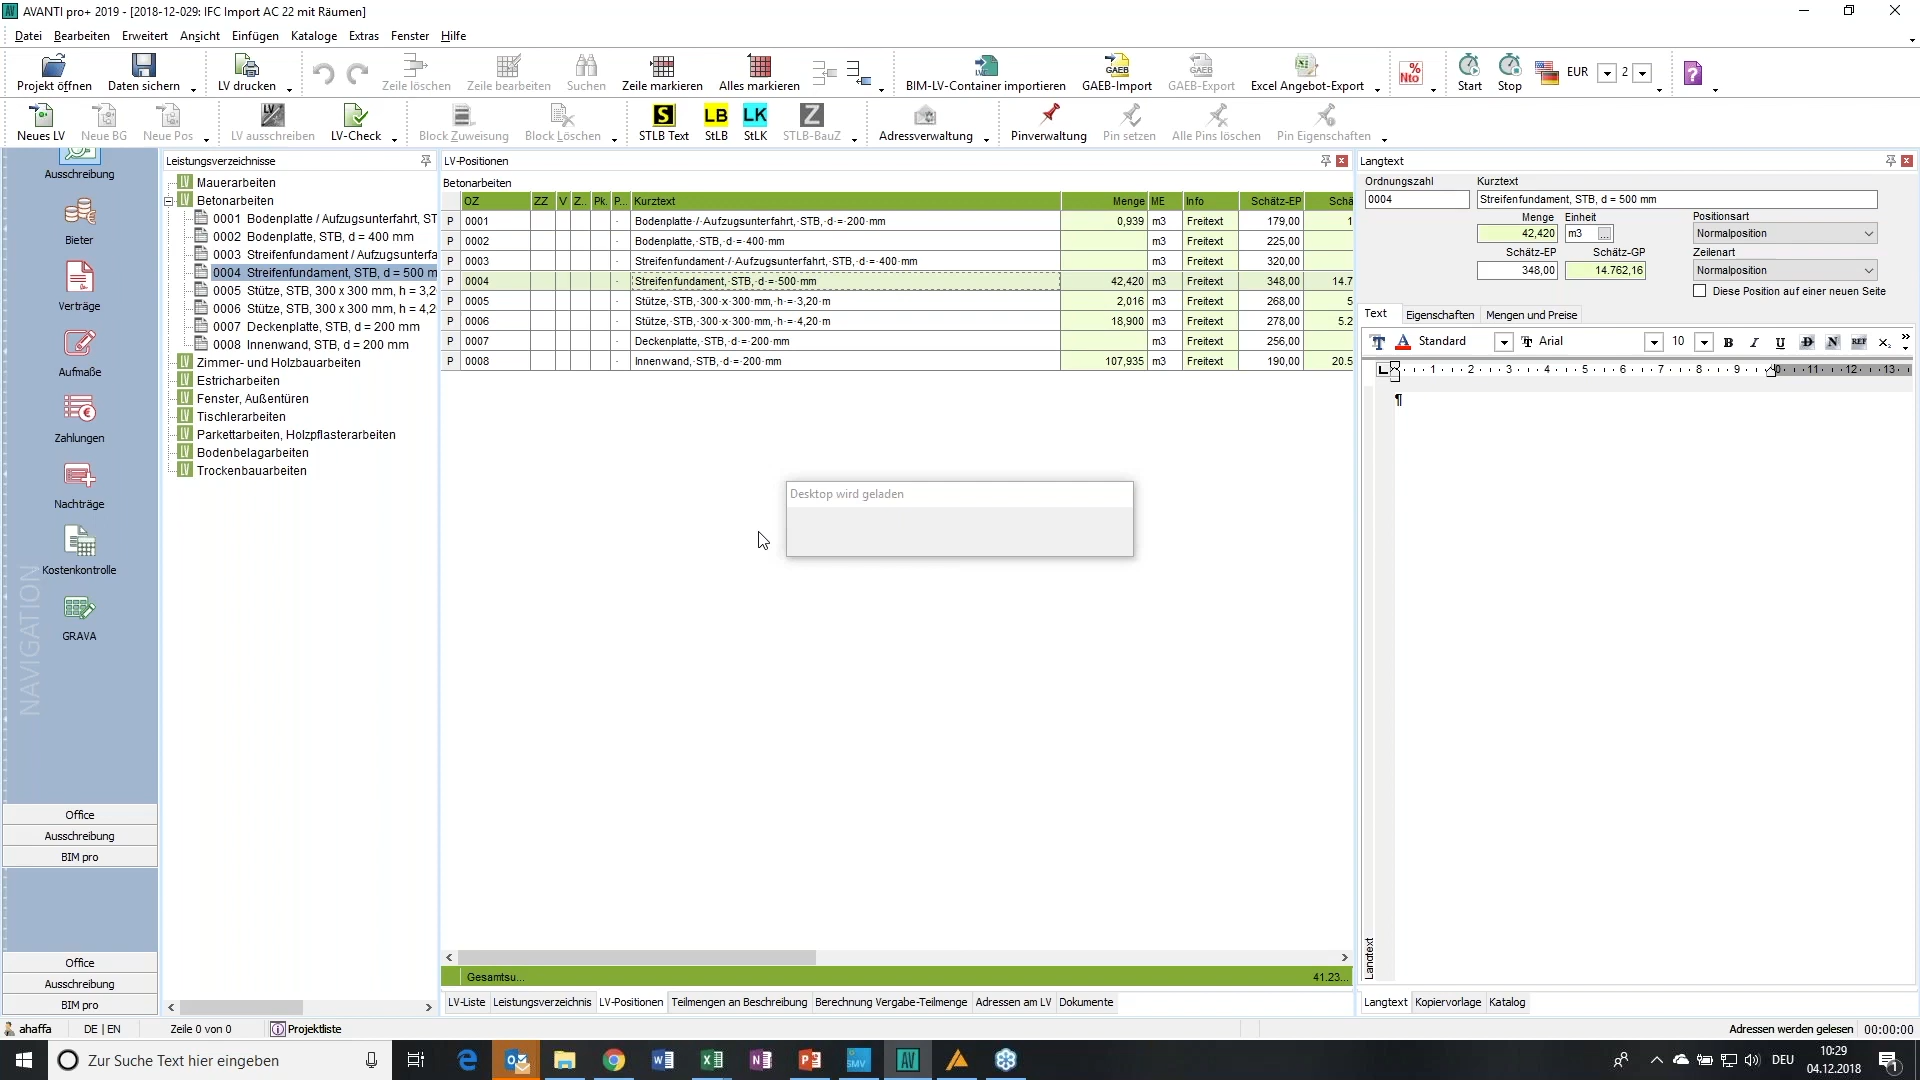 AVANTI pro+ 2019 - [2018-12-029: IFC Import AC 22 mit Räumen]
Datei Bearbeiten Erweitert Ansicht Einfügen Kataloge Extras Fenster Hilfe
Projekt öffnen Daten sichern LV drucken Zeile löschen Zeile bearbeiten Suchen Zeile markieren Alles markieren BIM-LV-Container importieren GAEB-Import GAEB-Export Excel Angebot-Export Start Stop EUR 2
Neues LV Neue BG Neue Pos LV ausschreiben LV-Check Block Zuweisung Block Löschen STLB Text StLB StLK STLB-BauZ Adressverwaltung Pinverwaltung Pin setzen Alle Pins löschen Pin Eigenschaften
Ausschreibung
Bieter
Verträge
Aufmaße
Zahlungen
Nachträge
Kostenkontrolle
GRAVA
NAVIGATION
Office
Ausschreibung
BIM pro
Office
Ausschreibung
BIM pro
Leistungsverzeichnisse
Mauerarbeiten
Betonarbeiten
0001 Bodenplatte / Aufzugsunterfahrt, ST
0002 Bodenplatte, STB, d = 400 mm
0003 Streifenfundament / Aufzugsunterfa
0004 Streifenfundament, STB, d = 500 m
0005 Stütze, STB, 300 x 300 mm, h = 3,2
0006 Stütze, STB, 300 x 300 mm, h = 4,2
0007 Deckenplatte, STB, d = 200 mm
0008 Innenwand, STB, d = 200 mm
Zimmer- und Holzbauarbeiten
Estricharbeiten
Fenster, Außentüren
Tischlerarbeiten
Parkettarbeiten, Holzpflasterarbeiten
Bodenbelagarbeiten
Trockenbauarbeiten
LV-Positionen
Betonarbeiten
OZ ZZ V Z.. Pk. P... Kurztext Menge ME Info Schätz-EP Schä
P 0001 - Bodenplatte·/·Aufzugsunterfahrt,·STB,·d·=·200·mm 0,939 m3 Freitext 179,00 1
P 0002 - Bodenplatte,·STB,·d·=·400·mm m3 Freitext 225,00
P 0003 - Streifenfundament·/·Aufzugsunterfahrt,·STB,·d·=·400·mm m3 Freitext 320,00
P 0004 - Streifenfundament,·STB,·d·=·500·mm 42,420 m3 Freitext 348,00 14.7
P 0005 - Stütze,·STB,·300·x·300·mm,·h·=·3,20·m 2,016 m3 Freitext 268,00 5
P 0006 - Stütze,·STB,·300·x·300·mm,·h·=·4,20·m 18,900 m3 Freitext 278,00 5.2
P 0007 - Deckenplatte,·STB,·d·=·200·mm m3 Freitext 256,00
P 0008 - Innenwand,·STB,·d·=·200·mm 107,935 m3 Freitext 190,00 20.5
Desktop wird geladen
Gesamtsu... 41.23...
LV-Liste Leistungsverzeichnis LV-Positionen Teilmengen an Beschreibung Berechnung Vergabe-Teilmenge Adressen am LV Dokumente
Langtext
Ordnungszahl Kurztext
0004 Streifenfundament, STB, d = 500 mm
Menge Einheit Positionsart
42,420 m3 ... Normalposition
Schätz-EP Schätz-GP Zeilenart
348,00 14.762,16 Normalposition
Diese Position auf einer neuen Seite
Text Eigenschaften Mengen und Preise
Standard Arial 10 B I U D N REF X
1 2 3 4 5 6 7 8 9 10 11 12 13
¶
Langtext
Langtext Kopiervorlage Katalog
ahaffa DE | EN Zeile 0 von 0 Projektliste Adressen werden gelesen 00:00:00
Zur Suche Text hier eingeben
DEU
10:29
04.12.2018
1